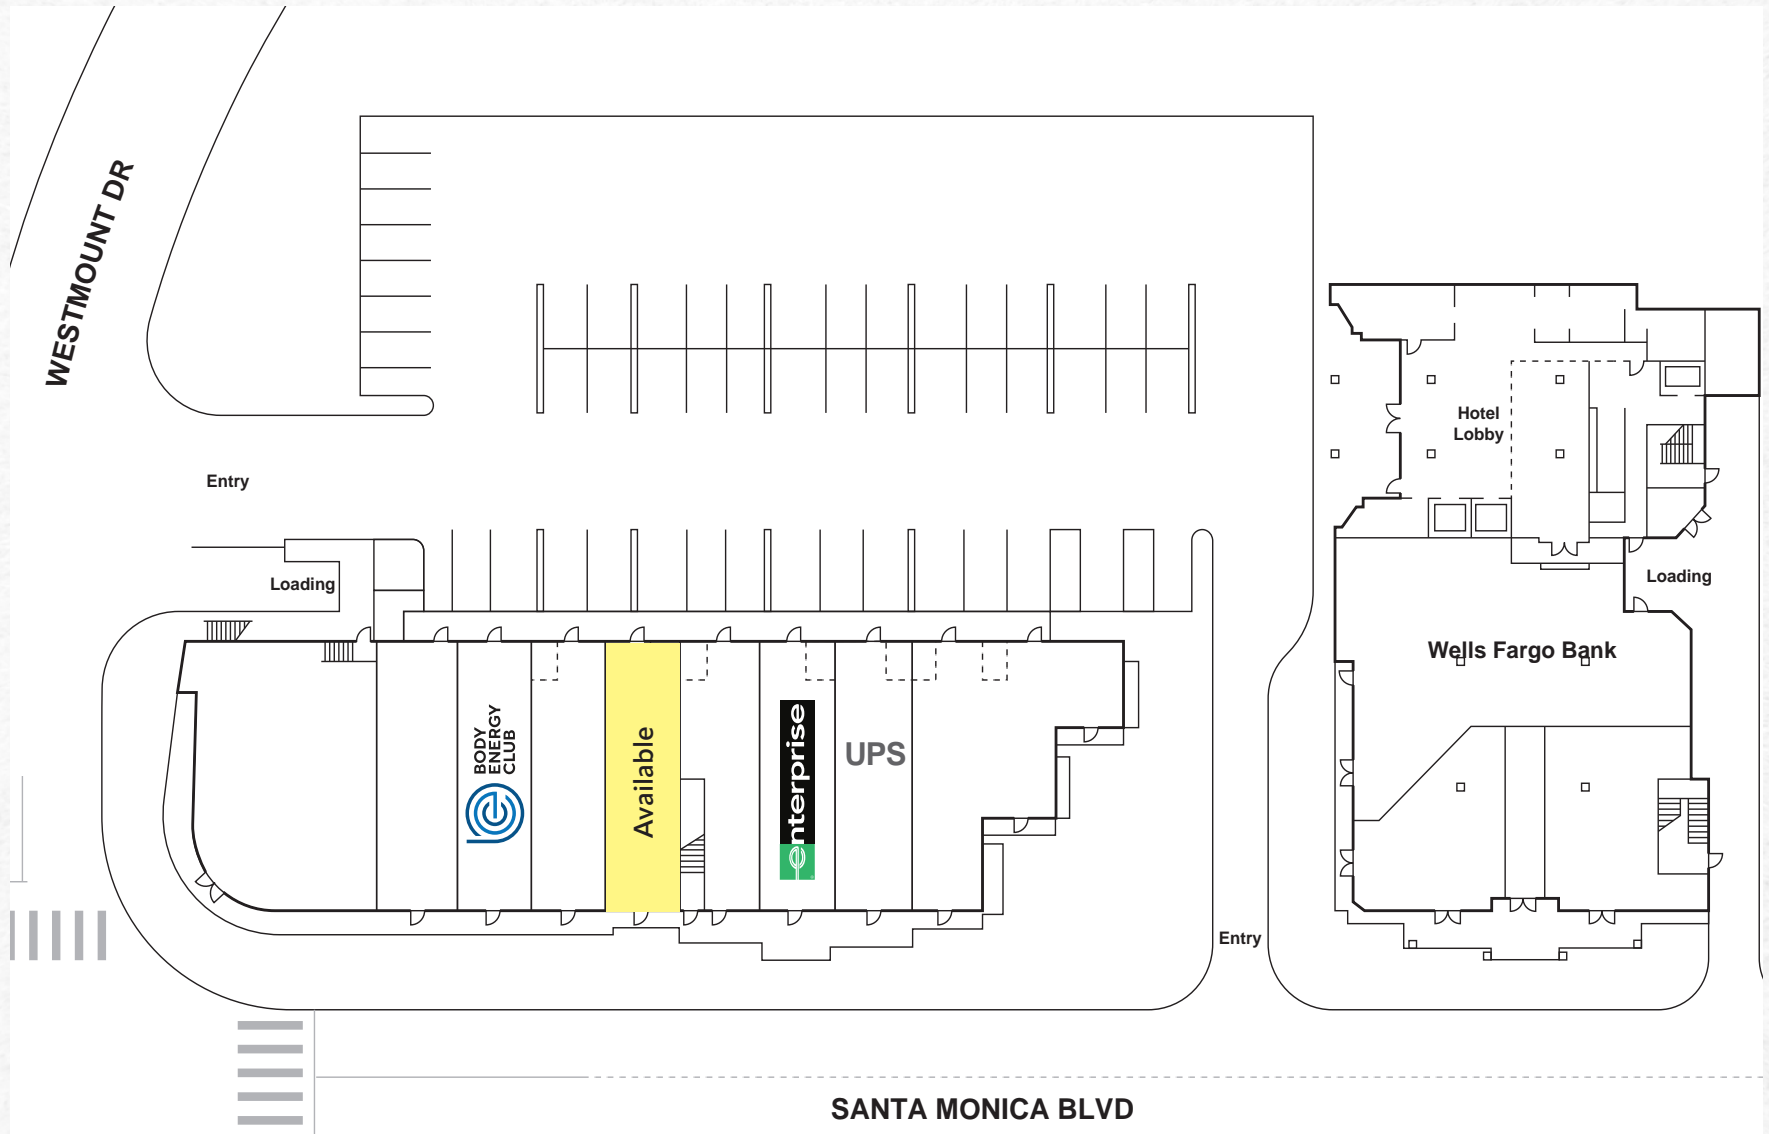 WESTMOUNT DR
Hotel
Lobby
Entry
Loading
Loading
Wells Fargo Bank
BODY
ENERGY
CLUB
Available
enterprise
UPS
Entry
SANTA MONICA BLVD